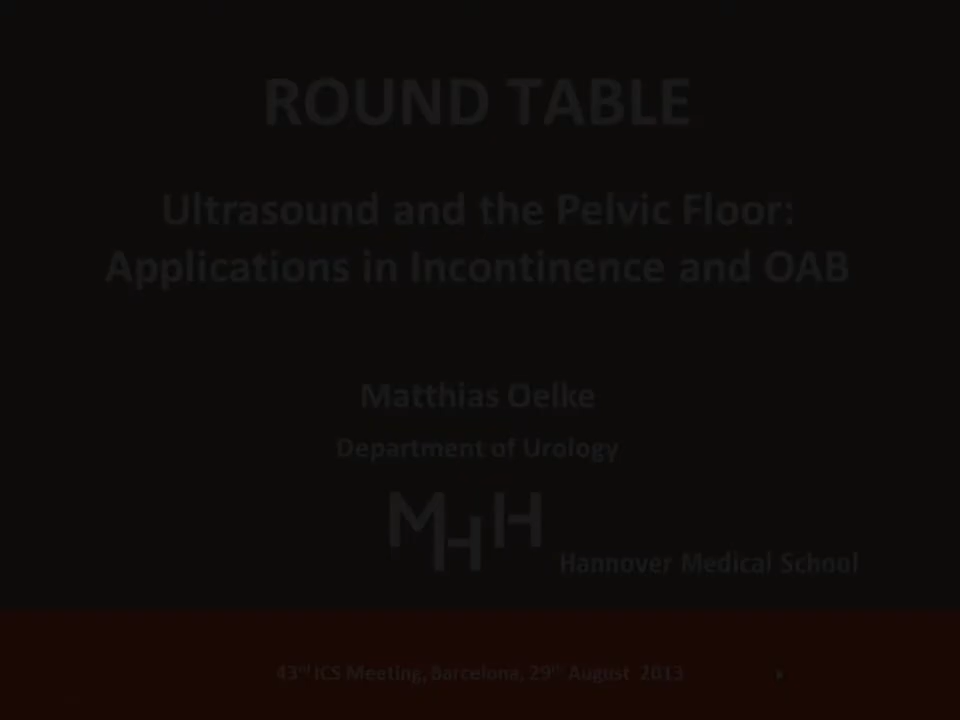 ROUND TABLE
Ultrasound and the Pelvic Floor:
Applications in Incontinence and OAB
Matthias Oelke
Department of Urology
MHH
Hannover Medical School
43rd ICS Meeting, Barcelona, 29th August 2013